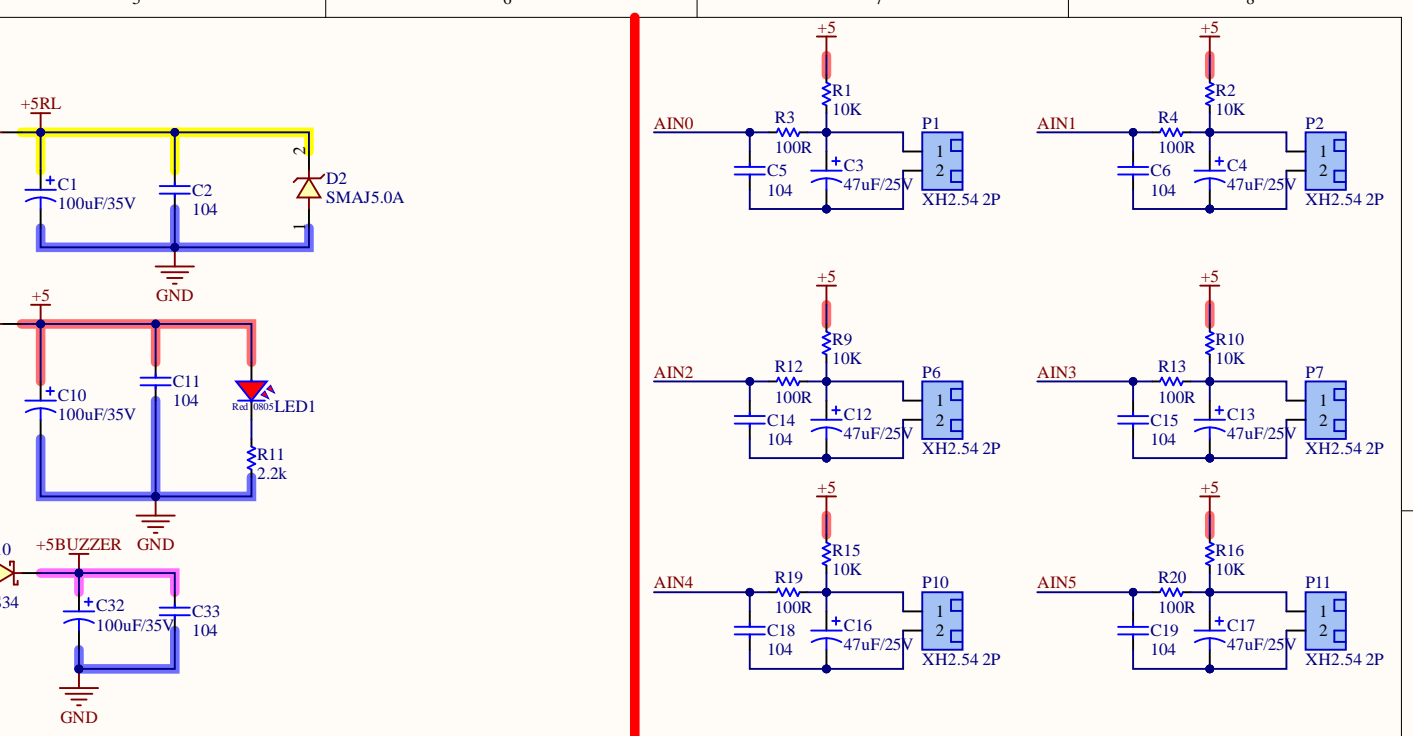 +5RL
C1
100uF/35V
C2
104
2
1
D2
SMAJ5.0A
GND
+5
C10
100uF/35V
C11
104
Red 0805
LED1
R11
2.2k
GND
+5BUZZER
C32
100uF/35V
C33
104
GND
+5
R1
10K
AIN0
R3
100R
C5
104
C3
47uF/25V
P1
1
2
XH2.54 2P
+5
R2
10K
AIN1
R4
100R
C6
104
C4
47uF/25V
P2
1
2
XH2.54 2P
+5
R9
10K
AIN2
R12
100R
C14
104
C12
47uF/25V
P6
1
2
XH2.54 2P
+5
R10
10K
AIN3
R13
100R
C15
104
C13
47uF/25V
P7
1
2
XH2.54 2P
+5
R15
10K
AIN4
R19
100R
C18
104
C16
47uF/25V
P10
1
2
XH2.54 2P
+5
R16
10K
AIN5
R20
100R
C19
104
C17
47uF/25V
P11
1
2
XH2.54 2P